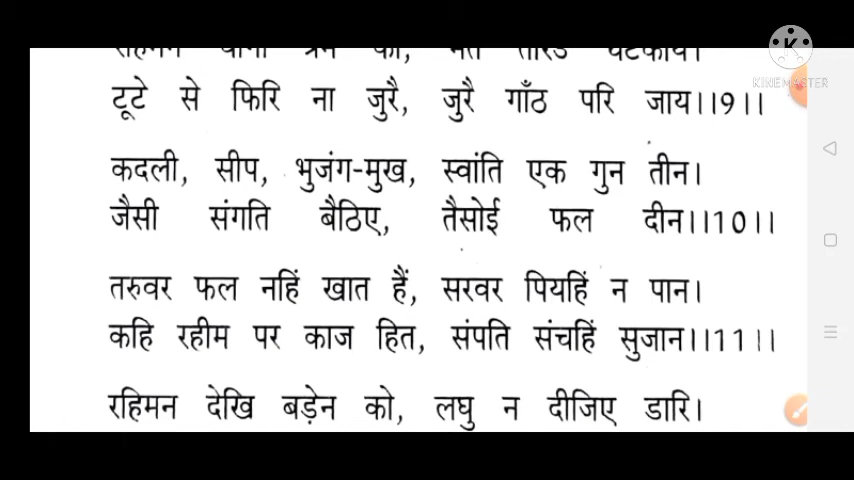 टूटे से फिरि ना जुरै, जुरै गाँठ परि जाय।।9।।
कदली, सीप, भुजंग-मुख, स्वांति एक गुन तीन।
जैसी संगति बैठिए, तैसोई फल दीन।।10।।
तरुवर फल नहिं खात हैं, सरवर पियहिं न पान।
कहि रहीम पर काज हित, संपति संचहिं सुजान।।11।।
रहिमन देखि बड़ेन को, लघु न दीजिए डारि।
K
KINEMASTER